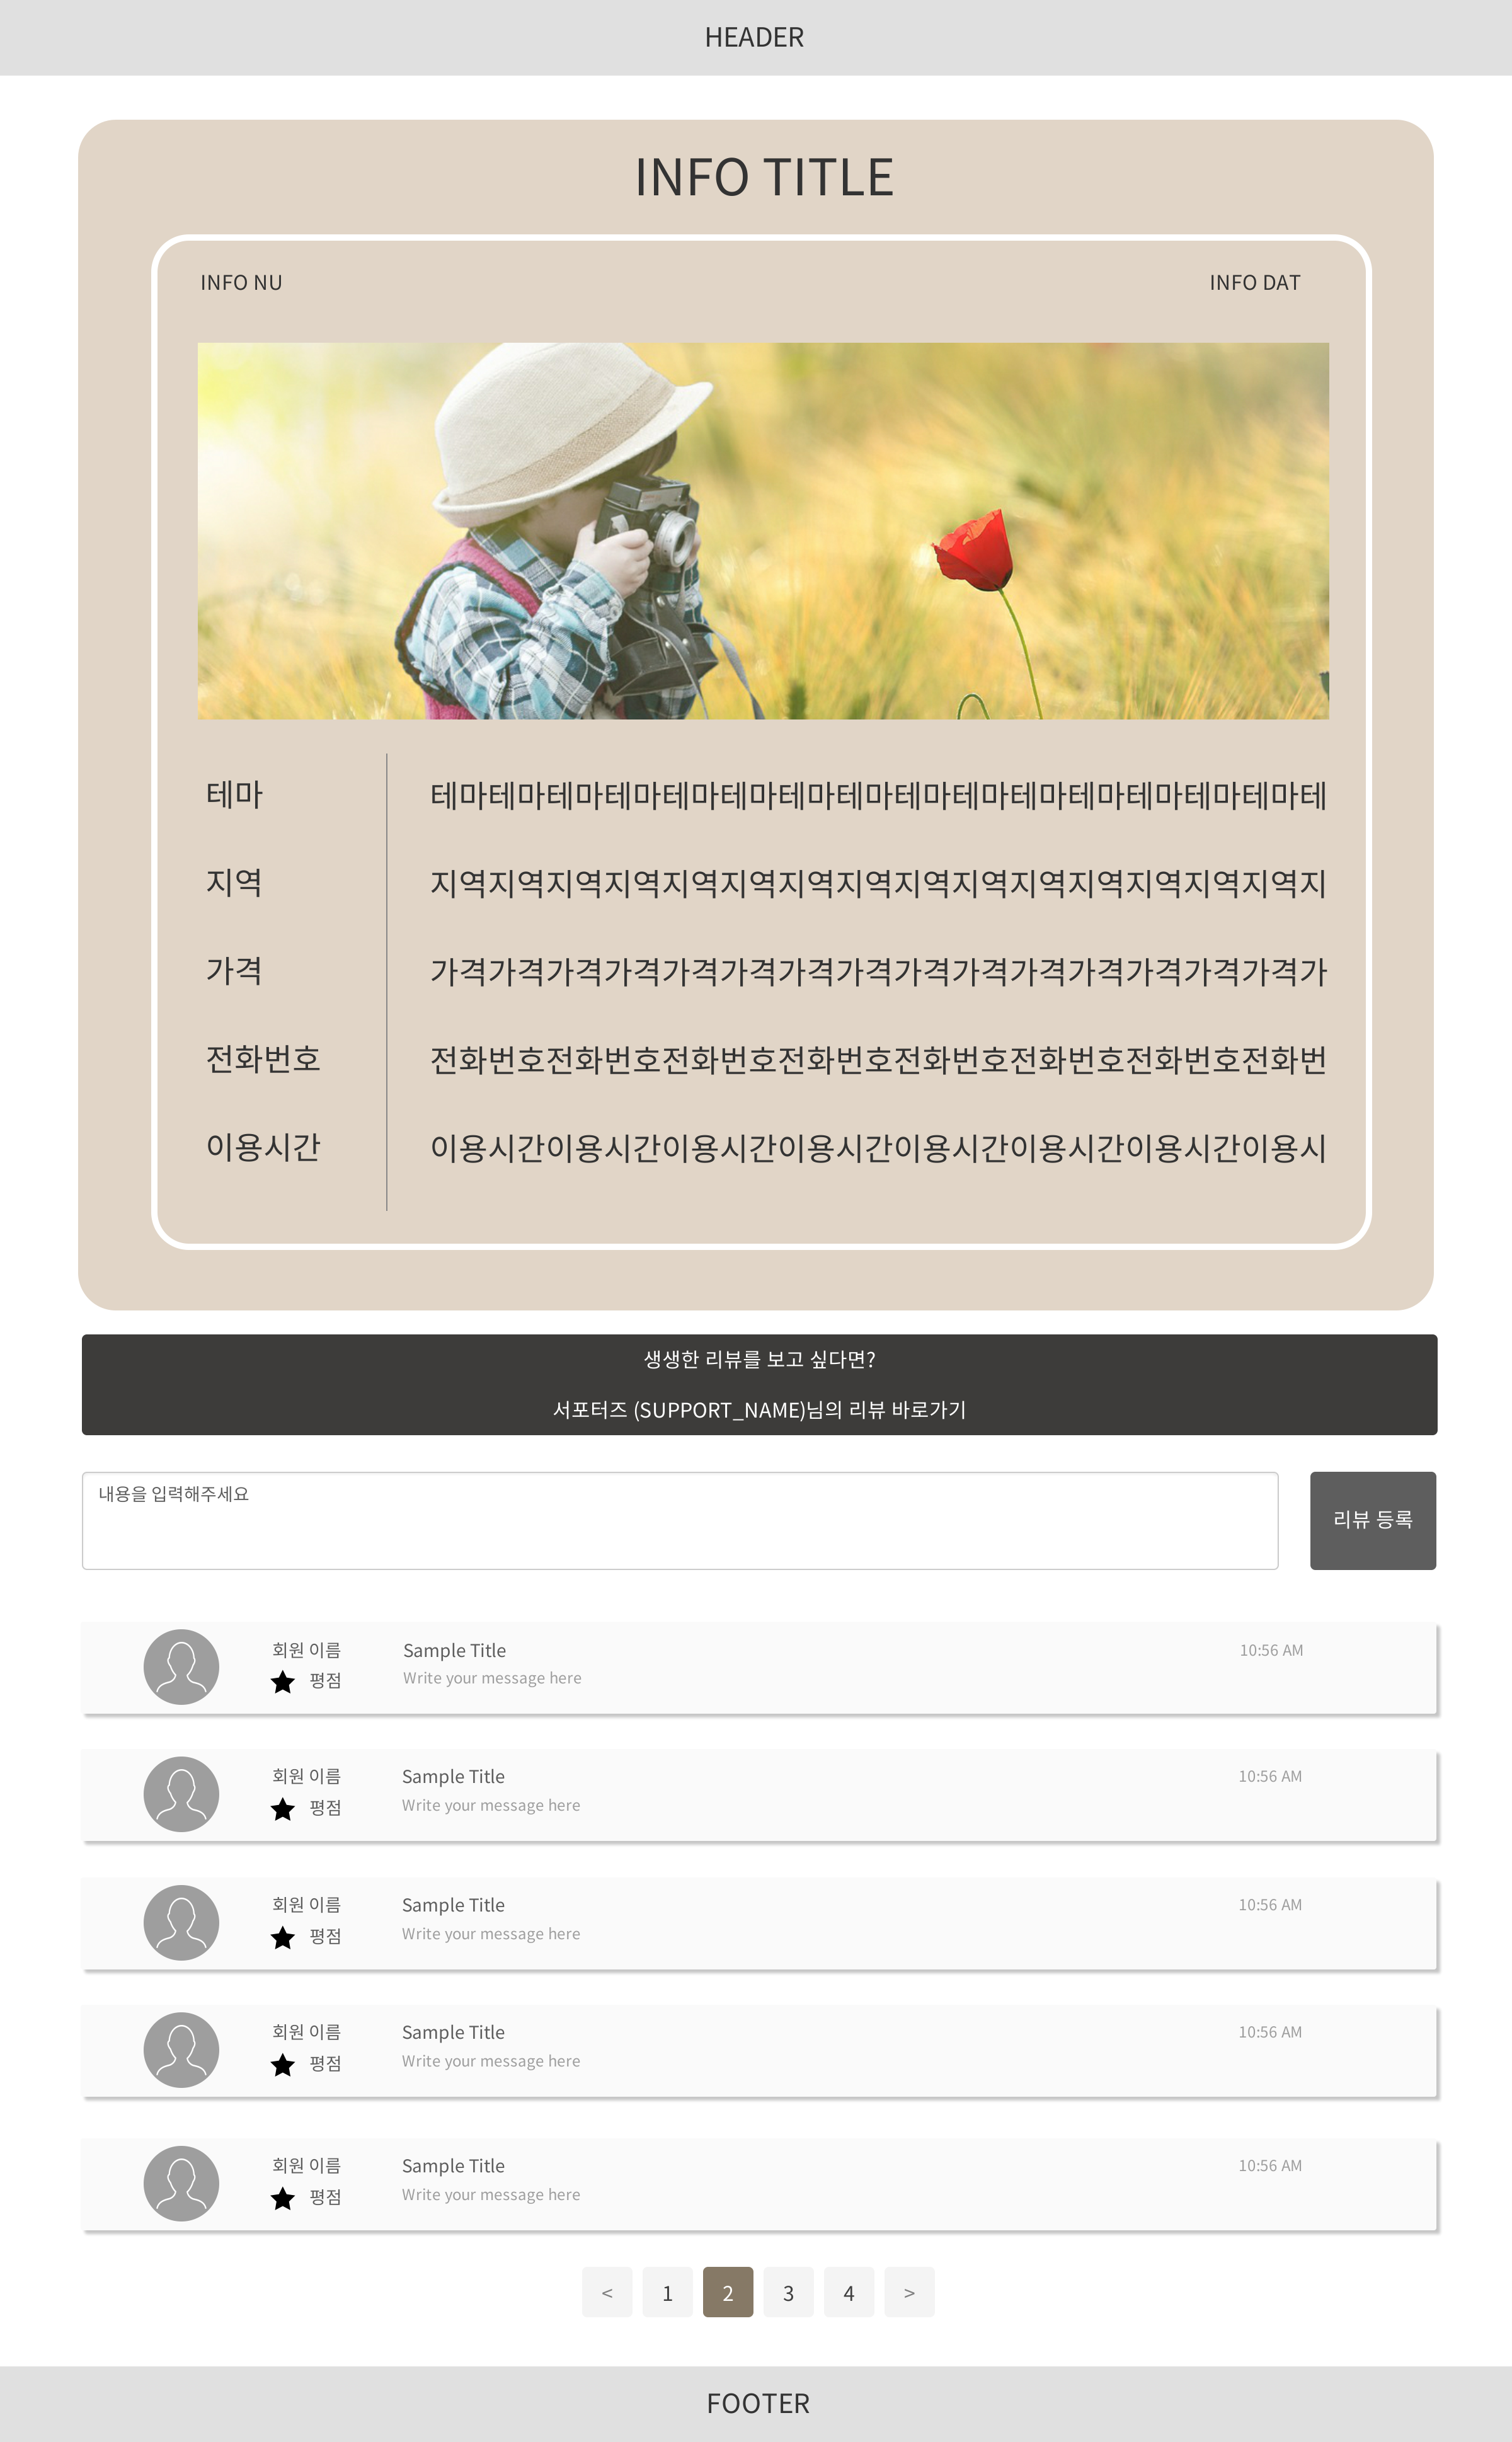 HEADER
INFO TITLE
INFO NU
INFO DAT
테마
테마테마테마테마테마테마테마테마테마테마테마테마테마테마테마테
지역
지역지역지역지역지역지역지역지역지역지역지역지역지역지역지역지
가격
가격가격가격가격가격가격가격가격가격가격가격가격가격가격가격가
전화번호
전화번호전화번호전화번호전화번호전화번호전화번호전화번호전화번
이용시간
이용시간이용시간이용시간이용시간이용시간이용시간이용시간이용시
생생한 리뷰를 보고 싶다면?
서포터즈 (SUPPORT_NAME)님의 리뷰 바로가기
내용을 입력해주세요
리뷰 등록
회원 이름
평점
Sample Title
Write your message here
10:56 AM
회원 이름
평점
Sample Title
Write your message here
10:56 AM
회원 이름
평점
Sample Title
Write your message here
10:56 AM
회원 이름
평점
Sample Title
Write your message here
10:56 AM
회원 이름
평점
Sample Title
Write your message here
10:56 AM
< 1 2 3 4 >
FOOTER